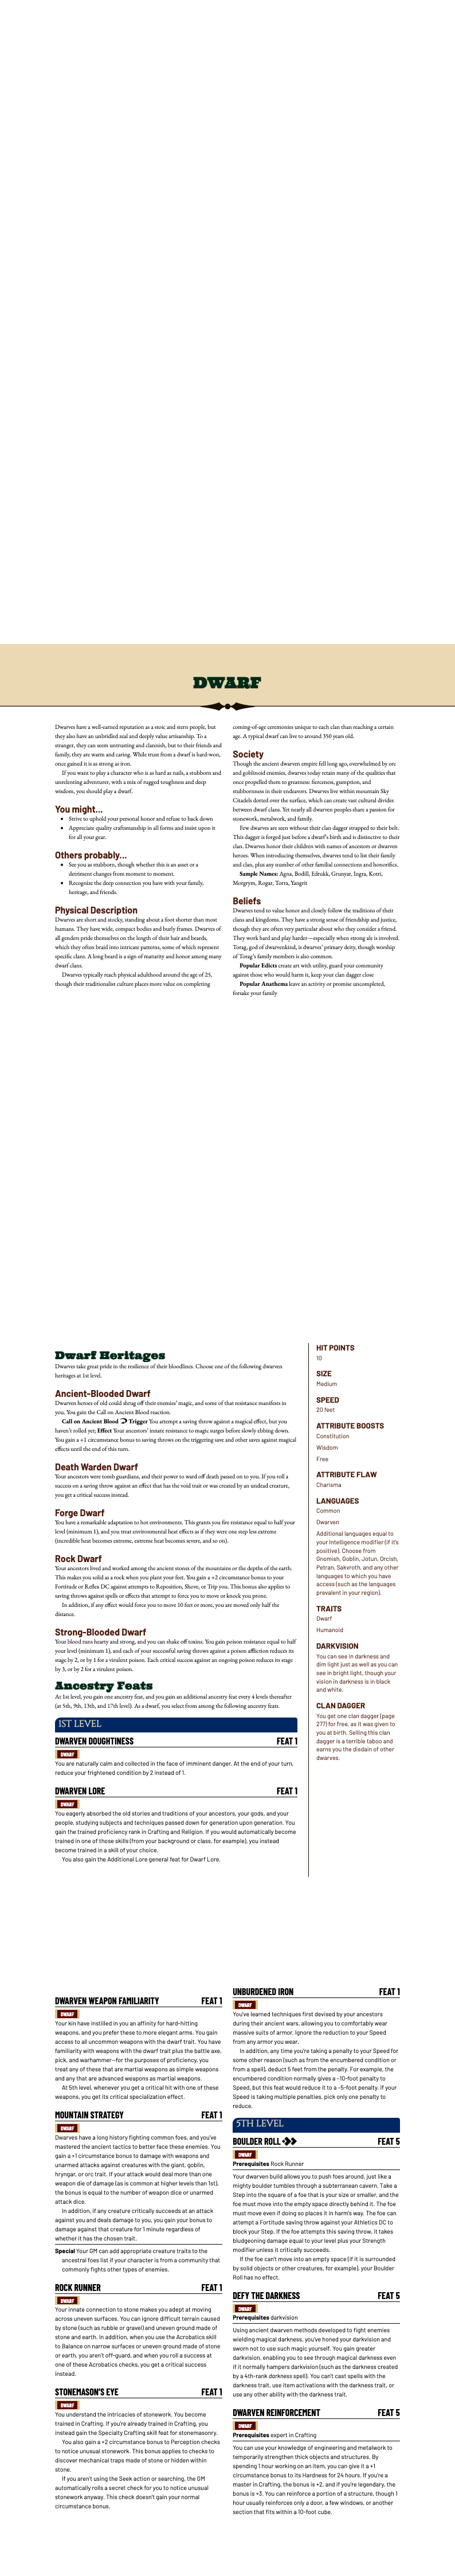 DWARF
Dwarves have a well-earned reputation as a stoic and stern people, but
they also have an unbridled zeal and deeply value artisanship. To a
stranger, they can seem untrusting and clannish, but to their friends and
family, they are warm and caring. While trust from a dwarf is hard-won,
once gained it is as strong as iron.
If you want to play a character who is as hard as nails, a stubborn and
unrelenting adventurer, with a mix of rugged toughness and deep
wisdom, you should play a dwarf.
You might...
• Strive to uphold your personal honor and refuse to back down
• Appreciate quality craftsmanship in all forms and insist upon it
for all your gear.
Others probably...
• See you as stubborn, though whether this is an asset or a
detriment changes from moment to moment.
• Recognize the deep connection you have with your family,
heritage, and friends.
Physical Description
Dwarves are short and stocky, standing about a foot shorter than most
humans. They have wide, compact bodies and burly frames. Dwarves of
all genders pride themselves on the length of their hair and beards,
which they often braid into intricate patterns, some of which represent
specific clans. A long beard is a sign of maturity and honor among many
dwarf clans.
Dwarves typically reach physical adulthood around the age of 25,
though their traditionalist culture places more value on completing
coming-of-age ceremonies unique to each clan than reaching a certain
age. A typical dwarf can live to around 350 years old.
Society
Though the ancient dwarven empire fell long ago, overwhelmed by orc
and goblinoid enemies, dwarves today retain many of the qualities that
once propelled them to greatness: fierceness, gumption, and
stubbornness in their endeavors. Dwarves live within mountain Sky
Citadels dotted over the surface, which can create vast cultural divides
between dwarf clans. Yet nearly all dwarven peoples share a passion for
stonework, metalwork, and family.
Few dwarves are seen without their clan dagger strapped to their belt.
This dagger is forged just before a dwarf's birth and is distinctive to their
clan. Dwarves honor their children with names of ancestors or dwarven
heroes. When introducing themselves, dwarves tend to list their family
and clan, plus any number of other familial connections and honorifics.
Sample Names: Agna, Bodill, Edrukk, Grunyar, Ingra, Kotri,
Morgrym, Rogar, Torra, Yangrit
Beliefs
Dwarves tend to value honor and closely follow the traditions of their
clans and kingdoms. They have a strong sense of friendship and justice,
though they are often very particular about who they consider a friend.
They work hard and play harder—especially when strong ale is involved.
Torag, god of dwarvenkind, is dwarves' primary deity, though worship
of Torag's family members is also common.
Popular Edicts create art with utility, guard your community
against those who would harm it, keep your clan dagger close
Popular Anathema leave an activity or promise uncompleted,
forsake your family
Dwarf Heritages
Dwarves take great pride in the resilience of their bloodlines. Choose one of the following dwarven
heritages at 1st level.
Ancient-Blooded Dwarf
Dwarven heroes of old could shrug off their enemies' magic, and some of that resistance manifests in
you. You gain the Call on Ancient Blood reaction.
Call on Ancient Blood Trigger You attempt a saving throw against a magical effect, but you
haven't rolled yet; Effect Your ancestors' innate resistance to magic surges before slowly ebbing down.
You gain a +1 circumstance bonus to saving throws on the triggering save and other saves against magical
effects until the end of this turn.
Death Warden Dwarf
Your ancestors were tomb guardians, and their power to ward off death passed on to you. If you roll a
success on a saving throw against an effect that has the void trait or was created by an undead creature,
you get a critical success instead.
Forge Dwarf
You have a remarkable adaptation to hot environments. This grants you fire resistance equal to half your
level (minimum 1), and you treat environmental heat effects as if they were one step less extreme
(incredible heat becomes extreme, extreme heat becomes severe, and so on).
Rock Dwarf
Your ancestors lived and worked among the ancient stones of the mountains or the depths of the earth.
This makes you solid as a rock when you plant your feet. You gain a +2 circumstance bonus to your
Fortitude or Reflex DC against attempts to Reposition, Shove, or Trip you. This bonus also applies to
saving throws against spells or effects that attempt to force you to move or knock you prone.
In addition, if any effect would force you to move 10 feet or more, you are moved only half the
distance.
Strong-Blooded Dwarf
Your blood runs hearty and strong, and you can shake off toxins. You gain poison resistance equal to half
your level (minimum 1), and each of your successful saving throws against a poison affliction reduces its
stage by 2, or by 1 for a virulent poison. Each critical success against an ongoing poison reduces its stage
by 3, or by 2 for a virulent poison.
Ancestry Feats
At 1st level, you gain one ancestry feat, and you gain an additional ancestry feat every 4 levels thereafter
(at 5th, 9th, 13th, and 17th level). As a dwarf, you select from among the following ancestry feats.
1ST LEVEL
DWARVEN DOUGHTINESS FEAT 1
DWARF
You are naturally calm and collected in the face of imminent danger. At the end of your turn,
reduce your frightened condition by 2 instead of 1.
DWARVEN LORE FEAT 1
DWARF
You eagerly absorbed the old stories and traditions of your ancestors, your gods, and your
people, studying subjects and techniques passed down for generation upon generation. You
gain the trained proficiency rank in Crafting and Religion. If you would automatically become
trained in one of those skills (from your background or class, for example), you instead
become trained in a skill of your choice.
You also gain the Additional Lore general feat for Dwarf Lore.
HIT POINTS
10
SIZE
Medium
SPEED
20 feet
ATTRIBUTE BOOSTS
Constitution
Wisdom
Free
ATTRIBUTE FLAW
Charisma
LANGUAGES
Common
Dwarven
Additional languages equal to
your Intelligence modifier (if it's
positive). Choose from
Gnomish, Goblin, Jotun, Orcish,
Petran, Sakvroth, and any other
languages to which you have
access (such as the languages
prevalent in your region).
TRAITS
Dwarf
Humanoid
DARKVISION
You can see in darkness and
dim light just as well as you can
see in bright light, though your
vision in darkness is in black
and white.
CLAN DAGGER
You get one clan dagger (page
277) for free, as it was given to
you at birth. Selling this clan
dagger is a terrible taboo and
earns you the disdain of other
dwarves.
DWARVEN WEAPON FAMILIARITY FEAT 1
DWARF
Your kin have instilled in you an affinity for hard-hitting
weapons, and you prefer these to more elegant arms. You gain
access to all uncommon weapons with the dwarf trait. You have
familiarity with weapons with the dwarf trait plus the battle axe,
pick, and warhammer—for the purposes of proficiency, you
treat any of these that are martial weapons as simple weapons
and any that are advanced weapons as martial weapons.
At 5th level, whenever you get a critical hit with one of these
weapons, you get its critical specialization effect.
MOUNTAIN STRATEGY FEAT 1
DWARF
Dwarves have a long history fighting common foes, and you've
mastered the ancient tactics to better face these enemies. You
gain a +1 circumstance bonus to damage with weapons and
unarmed attacks against enemies with the giant, goblin,
hryngar, or orc trait. If your attack would deal more than one
weapon die of damage (as is common at higher levels than 1st),
the bonus is equal to the number of weapon dice or unarmed
attack dice.
In addition, if any creature critically succeeds at an attack
against you and deals damage to you, you gain your bonus to
damage against that creature for 1 minute regardless of
whether it has the chosen trait.
Special Your GM can add appropriate creature traits to the
ancestral foes list if your character is from a community that
commonly fights other types of enemies.
ROCK RUNNER FEAT 1
DWARF
Your innate connection to stone makes you adept at moving
across uneven surfaces. You can ignore difficult terrain caused
by stone (such as rubble or gravel) and uneven ground made of
stone and earth. In addition, when you use the Acrobatics skill
to Balance on narrow surfaces or uneven ground made of stone
or earth, you aren't off-guard, and when you roll a success at
one of these Acrobatics checks, you get a critical success
instead.
STONEMASON'S EYE FEAT 1
DWARF
You understand the intricacies of stonework. You become
trained in Crafting. If you're already trained in Crafting, you
instead gain the Specialty Crafting skill feat for stonemasonry.
You also gain a +2 circumstance bonus to Perception checks
to notice unusual stonework. This bonus applies to checks to
discover mechanical traps made of stone or hidden within
stone.
If you aren't using the Seek action or searching, the GM
automatically rolls a secret check for you to notice unusual
stonework anyway. This check doesn't gain your normal
circumstance bonus.
UNBURDENED IRON FEAT 1
DWARF
You've learned techniques first devised by your ancestors
during their ancient wars, allowing you to comfortably wear
massive suits of armor. Ignore the reduction to your Speed
from any armor you wear.
In addition, any time you're taking a penalty to your Speed for
some other reason (such as from the encumbered condition or
from a spell), deduct 5 feet from the penalty. For example, the
encumbered condition normally gives a –10-foot penalty to
Speed, but this feat would reduce it to a –5-foot penalty. If your
Speed is taking multiple penalties, pick only one penalty to
reduce.
5TH LEVEL
BOULDER ROLL FEAT 5
DWARF
Prerequisites Rock Runner
Your dwarven build allows you to push foes around, just like a
mighty boulder tumbles through a subterranean cavern. Take a
Step into the square of a foe that is your size or smaller, and the
foe must move into the empty space directly behind it. The foe
must move even if doing so places it in harm's way. The foe can
attempt a Fortitude saving throw against your Athletics DC to
block your Step. If the foe attempts this saving throw, it takes
bludgeoning damage equal to your level plus your Strength
modifier unless it critically succeeds.
If the foe can't move into an empty space (if it is surrounded
by solid objects or other creatures, for example), your Boulder
Roll has no effect.
DEFY THE DARKNESS FEAT 5
DWARF
Prerequisites darkvision
Using ancient dwarven methods developed to fight enemies
wielding magical darkness, you've honed your darkvision and
sworn not to use such magic yourself. You gain greater
darkvision, enabling you to see through magical darkness even
if it normally hampers darkvision (such as the darkness created
by a 4th-rank darkness spell). You can't cast spells with the
darkness trait, use item activations with the darkness trait, or
use any other ability with the darkness trait.
DWARVEN REINFORCEMENT FEAT 5
DWARF
Prerequisites expert in Crafting
You can use your knowledge of engineering and metalwork to
temporarily strengthen thick objects and structures. By
spending 1 hour working on an item, you can give it a +1
circumstance bonus to its Hardness for 24 hours. If you're a
master in Crafting, the bonus is +2, and if you're legendary, the
bonus is +3. You can reinforce a portion of a structure, though 1
hour usually reinforces only a door, a few windows, or another
section that fits within a 10-foot cube.